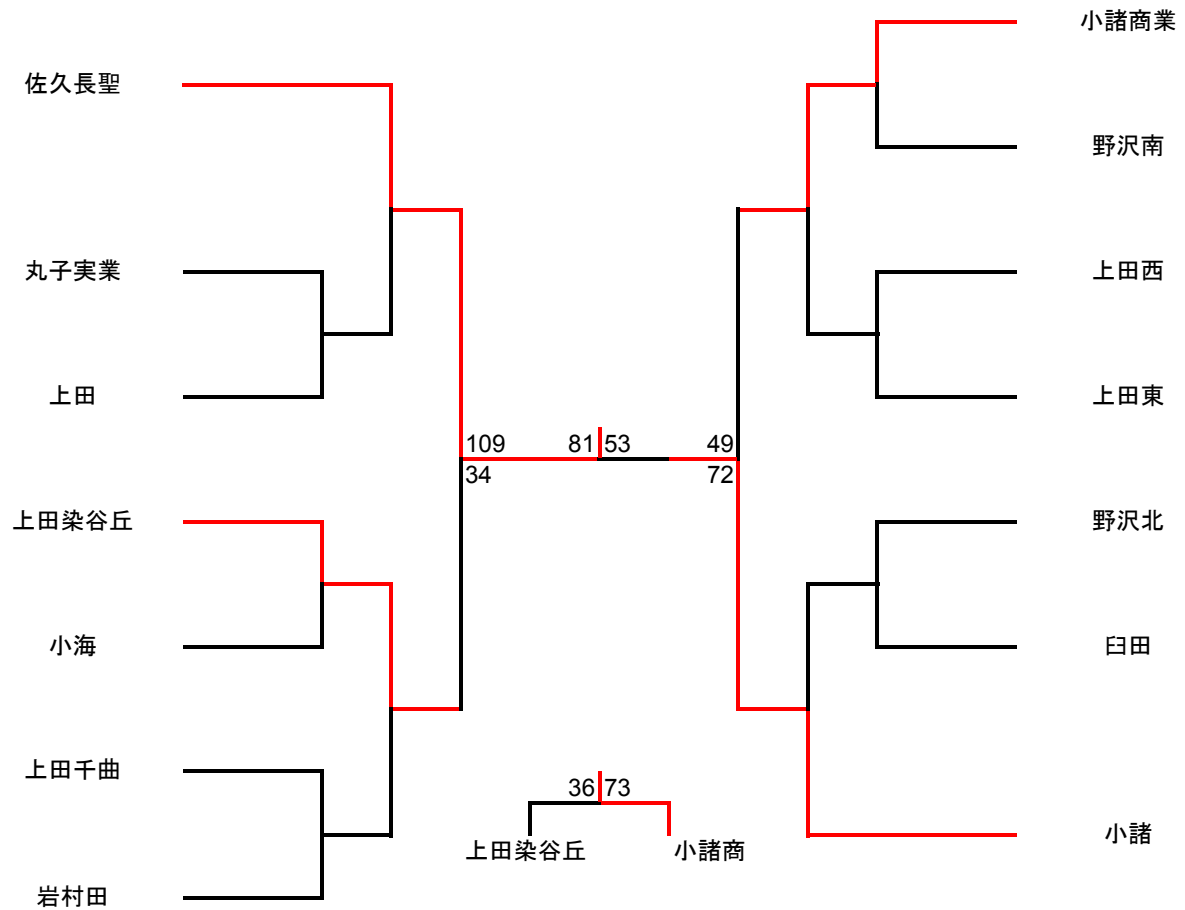 小諸商業
佐久長聖
野沢南
丸子実業
上田西
上田
上田東
109 81 53 49
34 72
上田染谷丘
野沢北
小海
臼田
上田千曲
36 73
小諸
上田染谷丘 小諸商
岩村田